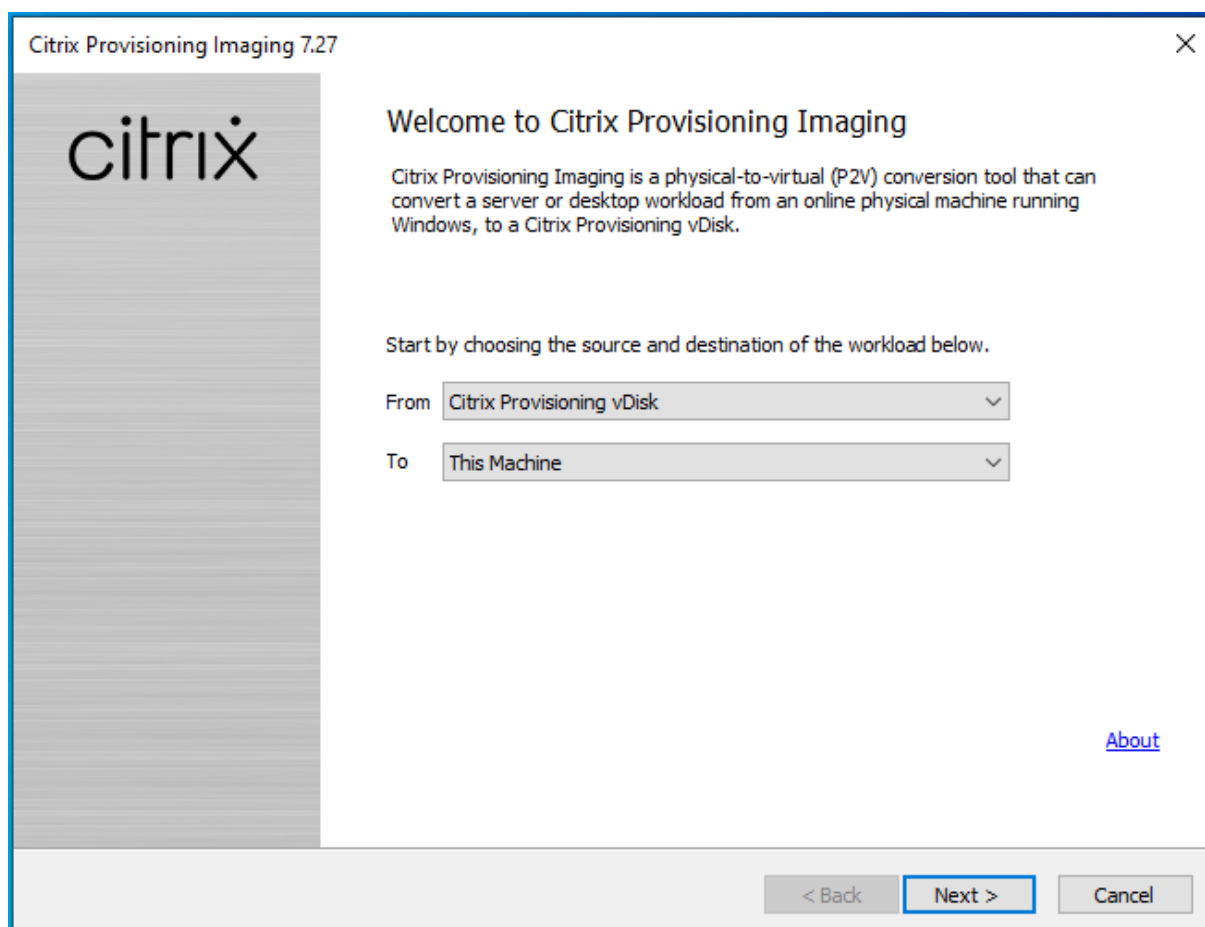 Citrix Provisioning Imaging 7.27
citrix
Welcome to Citrix Provisioning Imaging
Citrix Provisioning Imaging is a physical-to-virtual (P2V) conversion tool that can
convert a server or desktop workload from an online physical machine running
Windows, to a Citrix Provisioning vDisk.
Start by choosing the source and destination of the workload below.
From Citrix Provisioning vDisk
To This Machine
About
< Back Next > Cancel